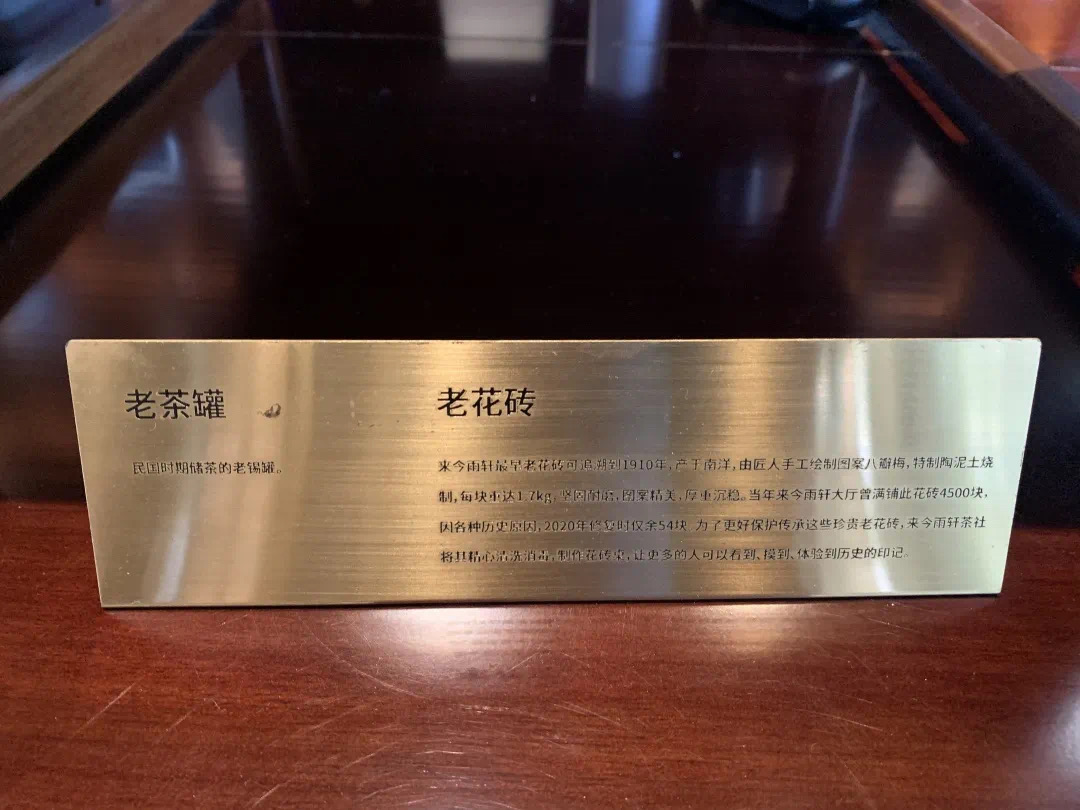 老茶罐
民国时期储茶的老锡罐。
老花砖
来今雨轩最早老花砖可追溯到1910年,产于南洋,由匠人手工绘制图案八瓣梅,特制陶泥土烧
制,每块重达1.7kg,坚固耐磨,图案精美,厚重沉稳。当年来今雨轩大厅曾满铺此花砖4500块,
因各种历史原因,2020年修复时仅余54块,为了更好保护传承这些珍贵老花砖,来今雨轩茶社
将其精心清洗消毒,制作花砖桌,让更多的人可以看到、摸到、体验到历史的印记。